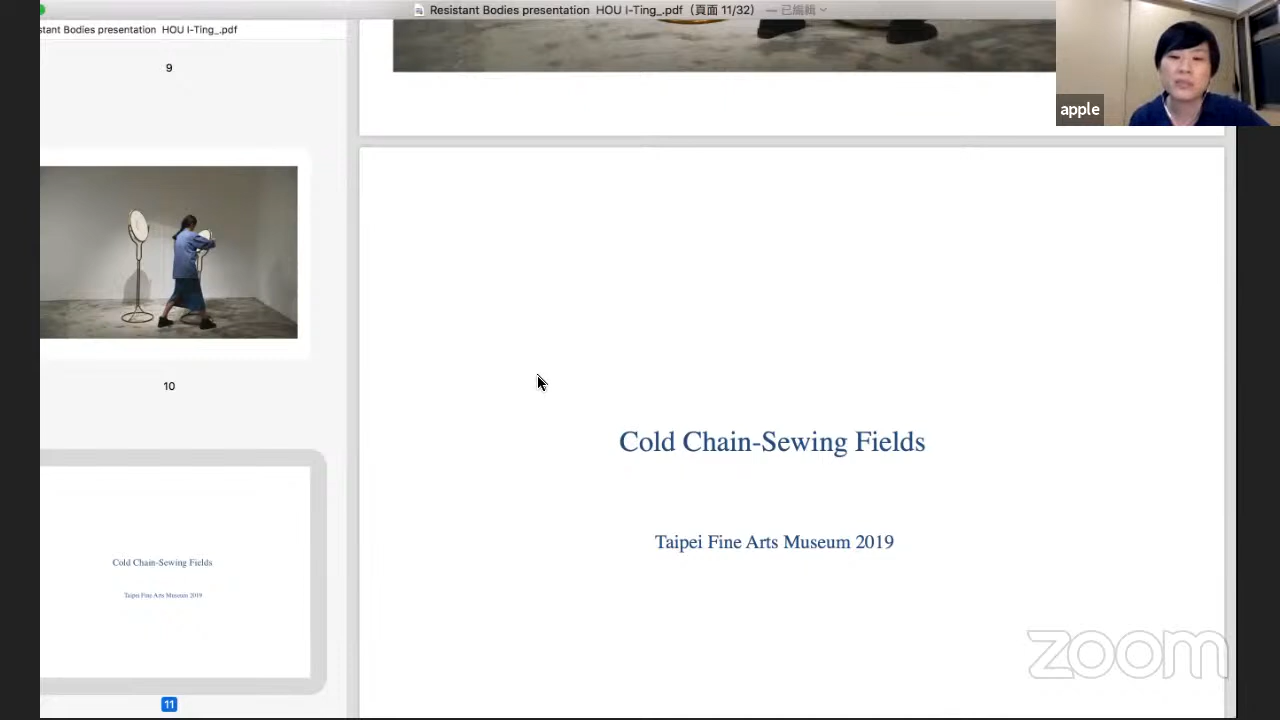 Resistant Bodies presentation  HOU I-Ting_.pdf（頁面 11/32） — 已編輯
stant Bodies presentation  HOU I-Ting_.pdf
9
apple
10
Cold Chain-Sewing Fields
Taipei Fine Arts Museum 2019
Cold Chain-Sewing Fields
Taipei Fine Arts Museum 2019
zoom
11